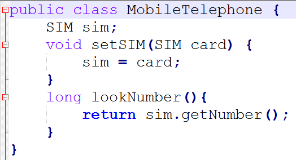 public class MobileTelephone {
    SIM sim;
    void setSIM(SIM card) {
        sim = card;
    }
    long lookNumber(){
        return sim.getNumber();
    }
}